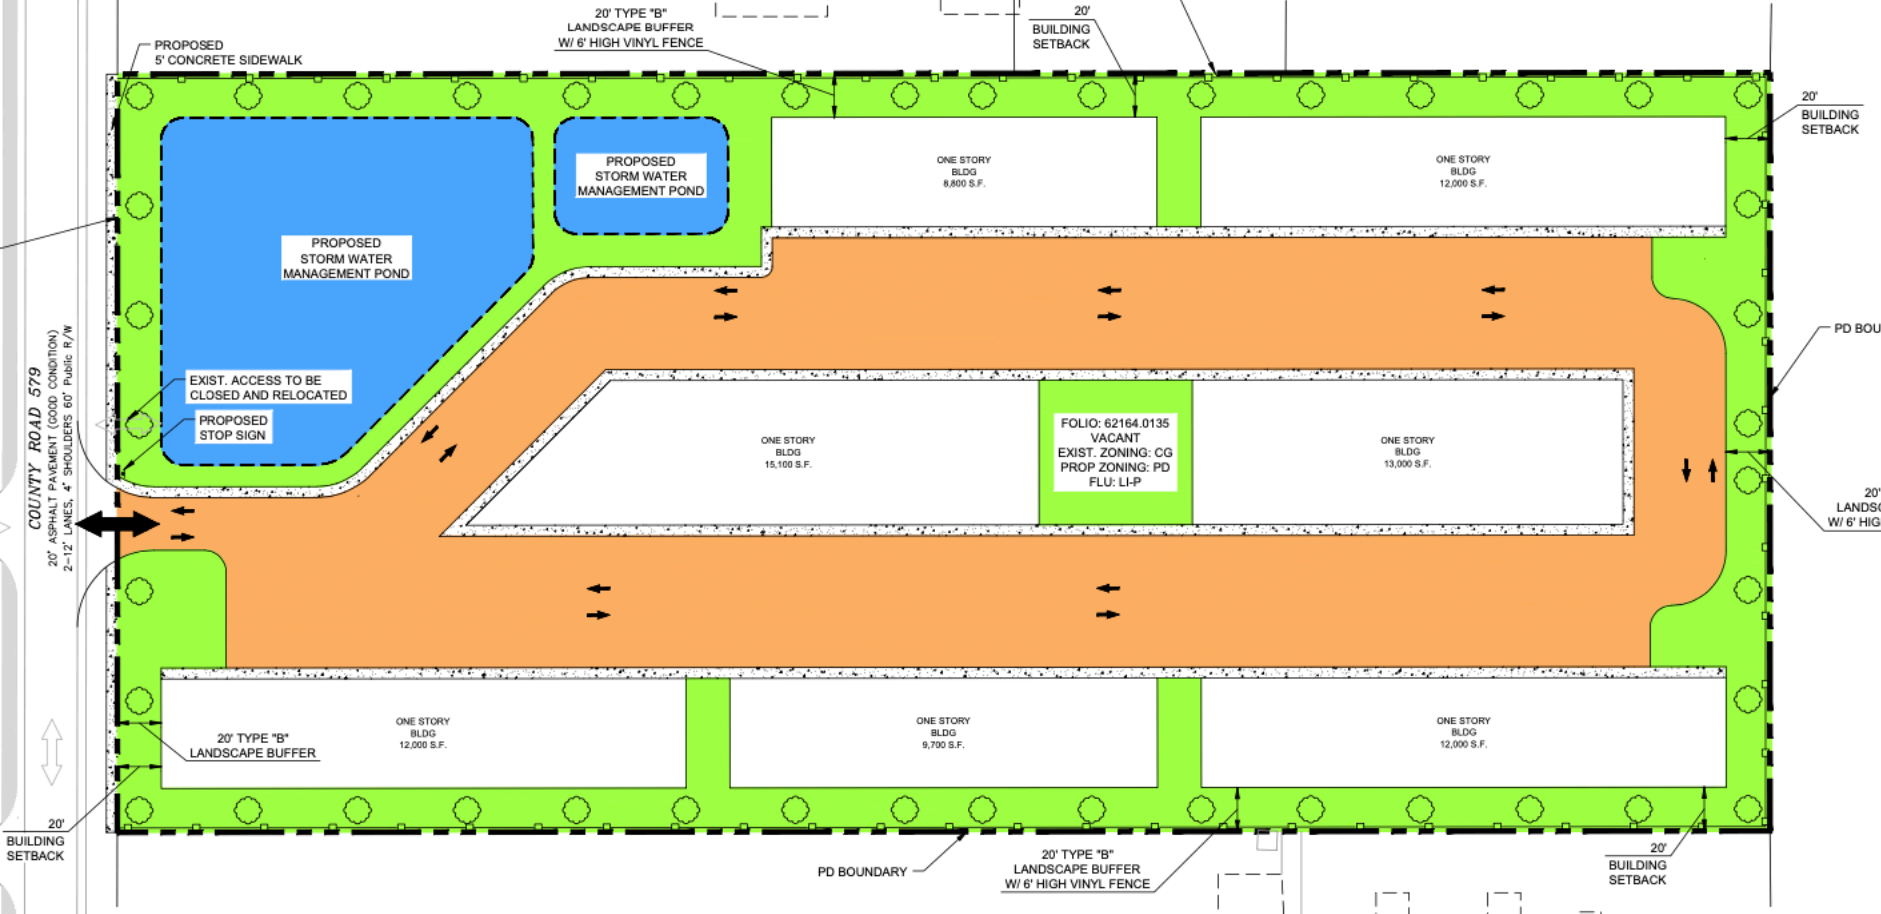 20' TYPE "B"
LANDSCAPE BUFFER
W/ 6' HIGH VINYL FENCE
20'
BUILDING
SETBACK
PROPOSED
5' CONCRETE SIDEWALK
20'
BUILDING
SETBACK
PROPOSED
STORM WATER
MANAGEMENT POND
ONE STORY
BLDG
8,800 S.F.
ONE STORY
BLDG
12,000 S.F.
PROPOSED
STORM WATER
MANAGEMENT POND
PD BOU
EXIST. ACCESS TO BE
CLOSED AND RELOCATED
PROPOSED
STOP SIGN
COUNTY ROAD 579
20' ASPHALT PAVEMENT (GOOD CONDITION)
2-12' LANES, 4' SHOULDERS 60' Public R/W
ONE STORY
BLDG
15,100 S.F.
FOLIO: 62164.0135
VACANT
EXIST. ZONING: CG
PROP ZONING: PD
FLU: LI-P
ONE STORY
BLDG
13,000 S.F.
20'
LANDSC
W/ 6' HIG
ONE STORY
BLDG
12,000 S.F.
ONE STORY
BLDG
9,700 S.F.
ONE STORY
BLDG
12,000 S.F.
20' TYPE "B"
LANDSCAPE BUFFER
20'
BUILDING
SETBACK
PD BOUNDARY
20' TYPE "B"
LANDSCAPE BUFFER
W/ 6' HIGH VINYL FENCE
20'
BUILDING
SETBACK